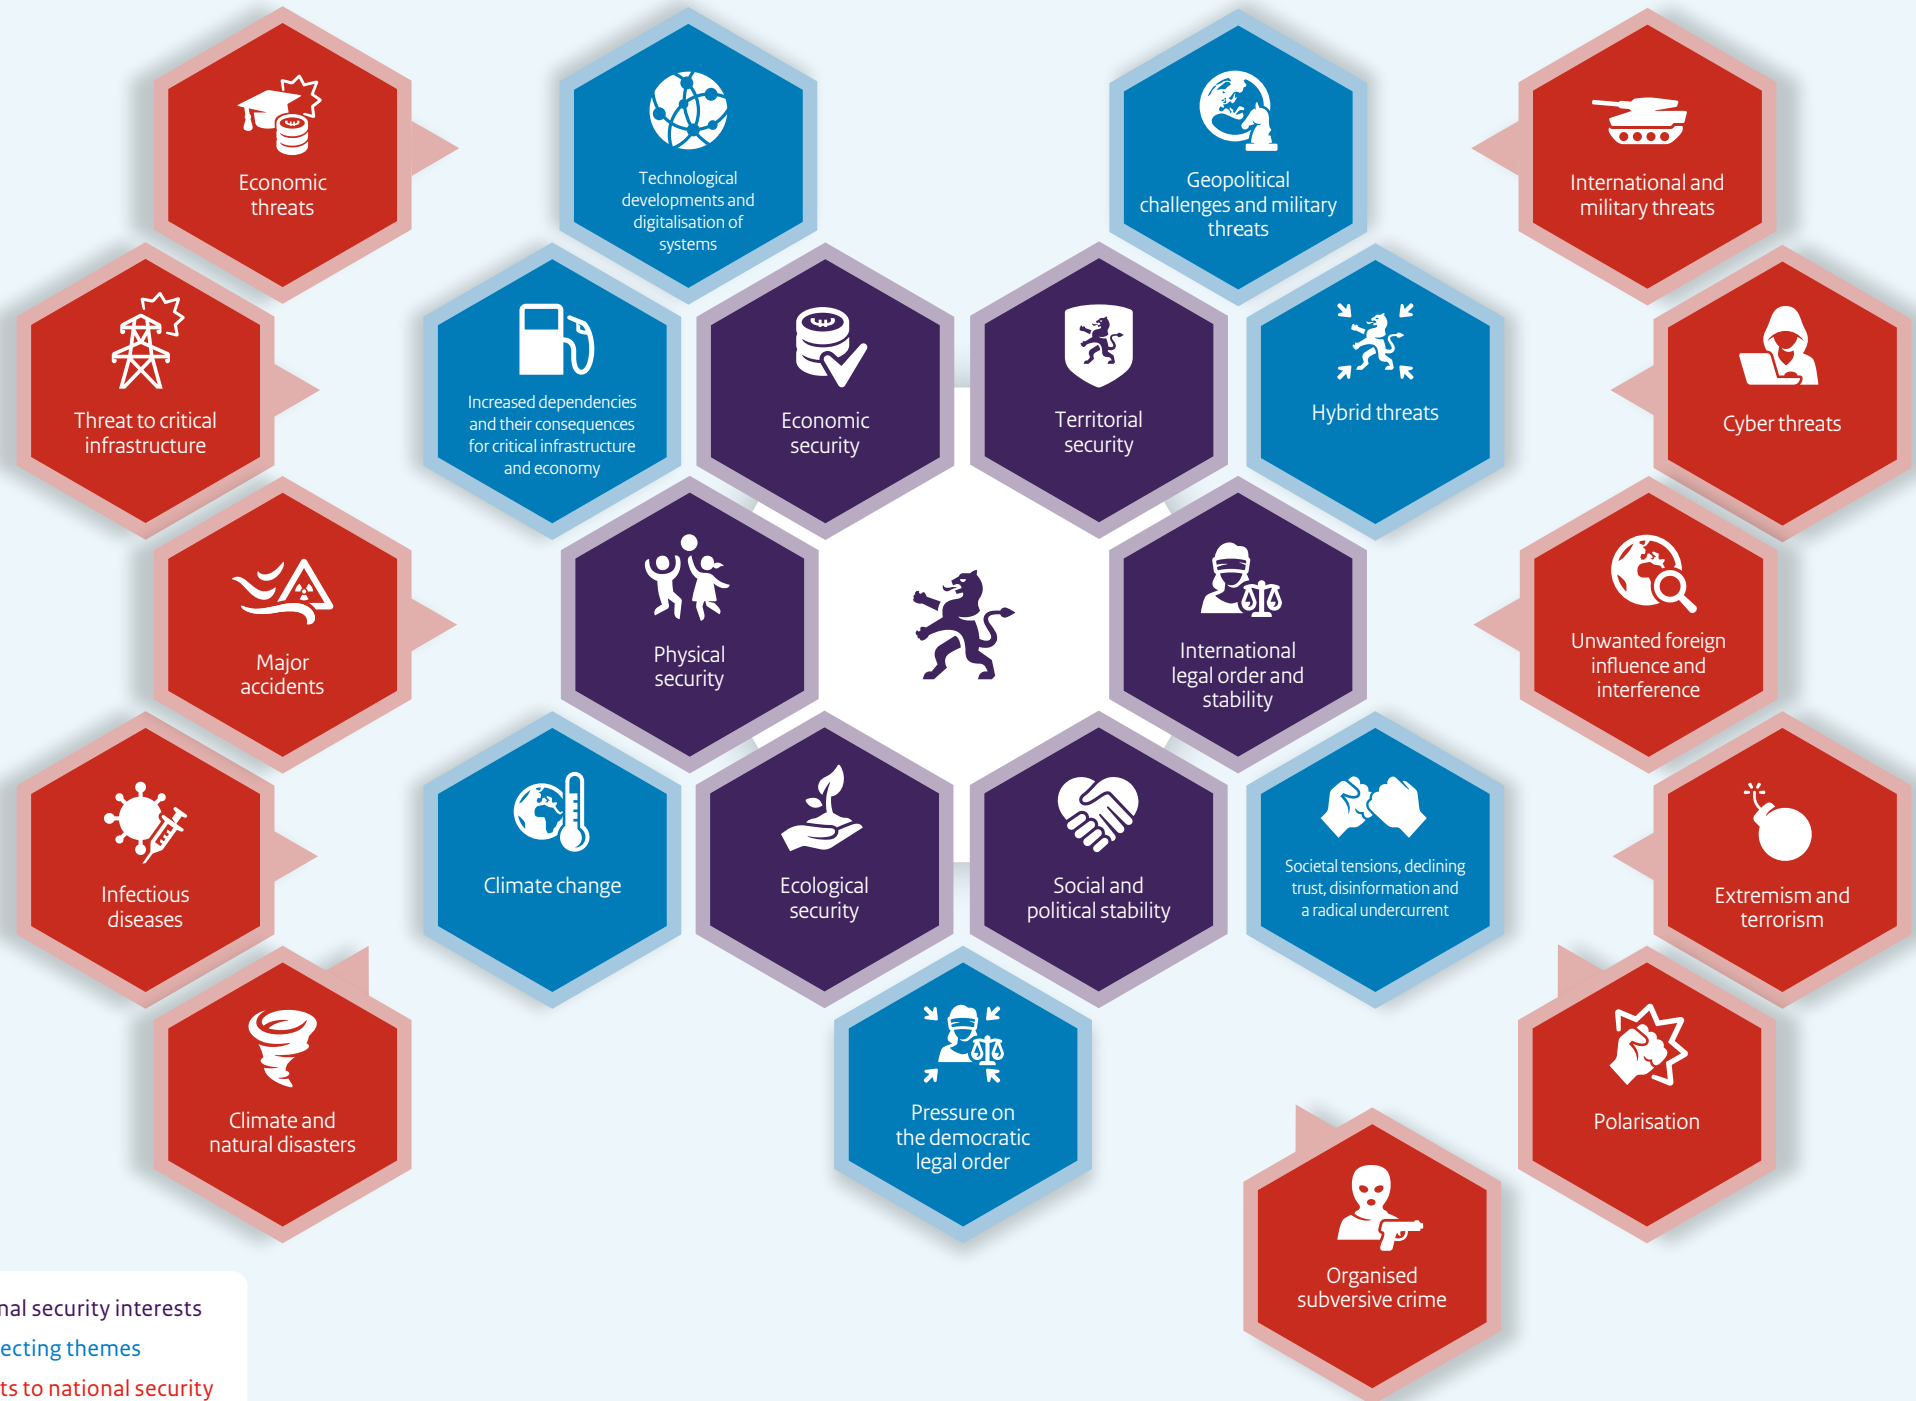 Economic
threats
Technological
developments and
digitalisation of
systems
Geopolitical
challenges and military
threats
International and
military threats
Threat to critical
infrastructure
Increased dependencies
and their consequences
for critical infrastructure
and economy
Economic
security
Territorial
security
Hybrid threats
Cyber threats
Major
accidents
Physical
security
International
legal order and
stability
Unwanted foreign
influence and
interference
Infectious
diseases
Climate change
Ecological
security
Social and
political stability
Societal tensions, declining
trust, disinformation and
a radical undercurrent
Extremism and
terrorism
Climate and
natural disasters
Pressure on
the democratic
legal order
Polarisation
Organised
subversive crime
nal security interests
ecting themes
ts to national security